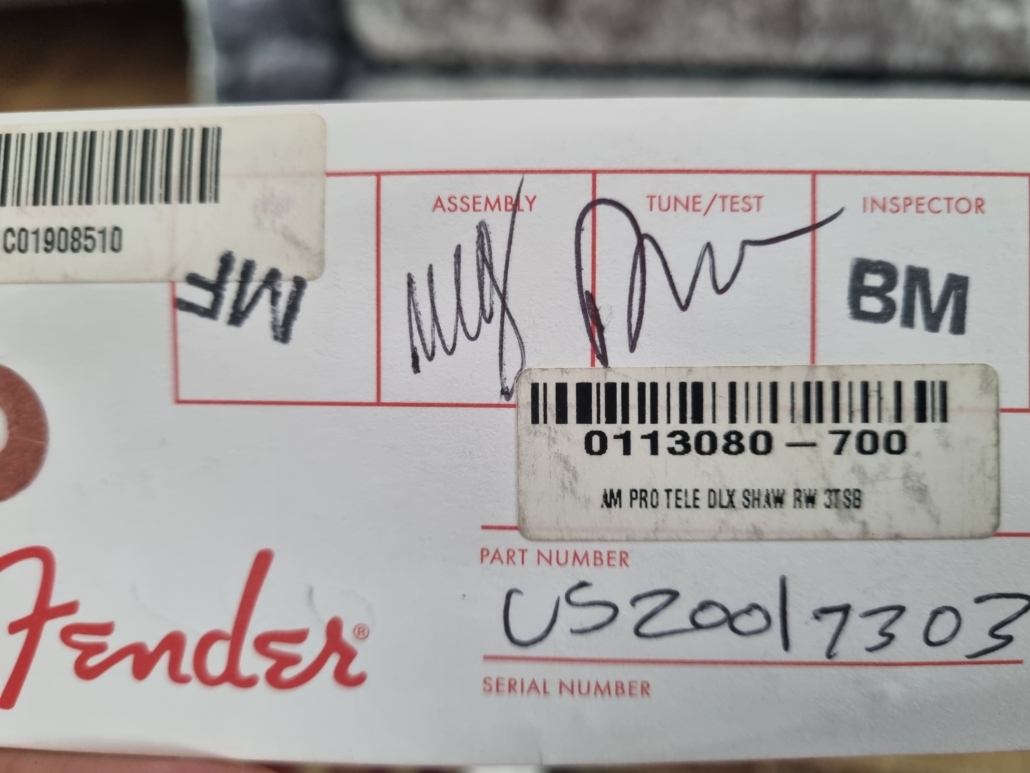 C01908510
MF
ASSEMBLY
TUNE/TEST
INSPECTOR
BM
0113080-700
AM PRO TELE DLX SHAW RW 3TSB
PART NUMBER
US20017303
SERIAL NUMBER
Fender®